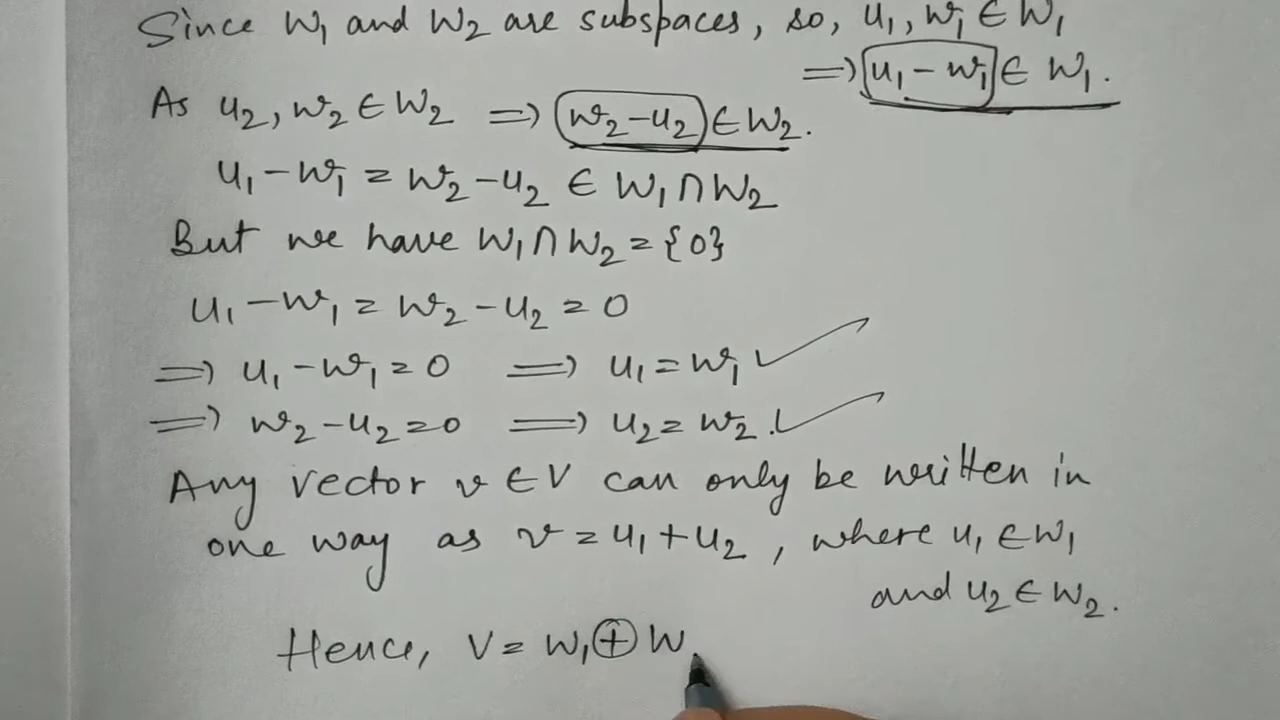 Since W₁ and W₂ are subspaces, so, u₁, w₁ ∈ W₁
⇒ u₁ - w₁ ∈ W₁.
As u₂, w₂ ∈ W₂ ⇒ w₂ - u₂ ∈ W₂.
u₁ - w₁ = w₂ - u₂ ∈ W₁ ∩ W₂
But we have W₁ ∩ W₂ = {0}
u₁ - w₁ = w₂ - u₂ = 0
⇒ u₁ - w₁ = 0 ⇒ u₁ = w₁ ✓
⇒ w₂ - u₂ = 0 ⇒ u₂ = w₂. ✓
Any vector v ∈ V can only be written in
one way as v = u₁ + u₂, where u₁ ∈ W₁
and u₂ ∈ W₂.
Hence, V = W₁ ⊕ W